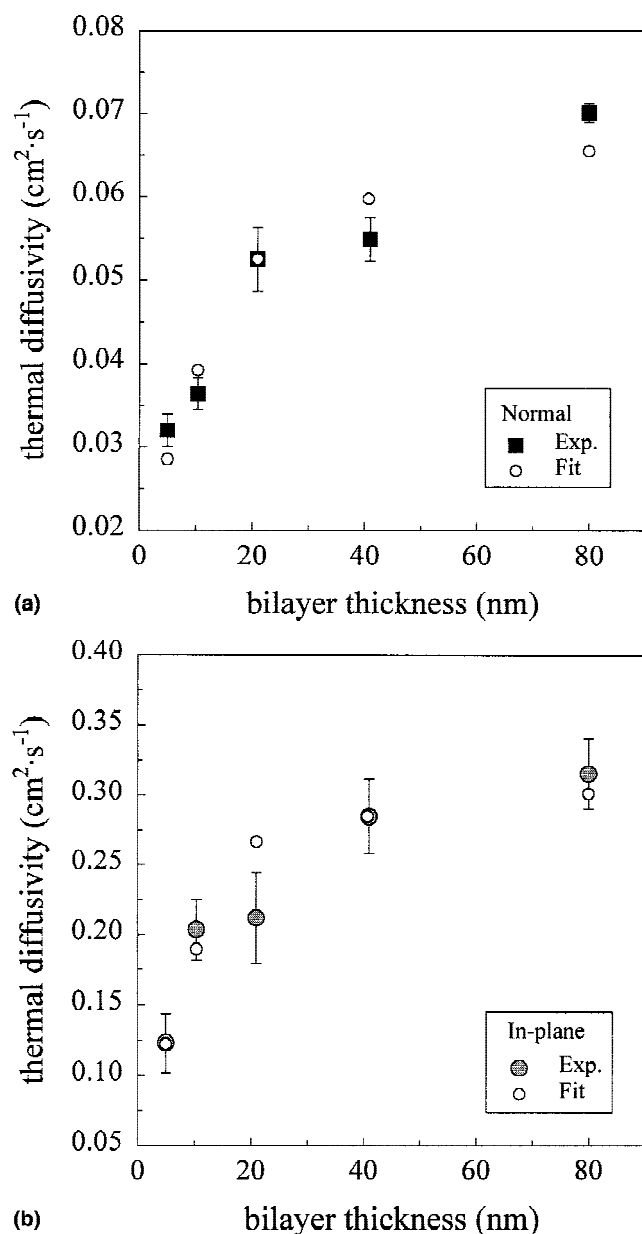 0.08
0.07
0.06
0.05
0.04
0.03
0.02
thermal diffusivity (cm²·s⁻¹)
Normal
Exp.
Fit
0 20 40 60 80
(a) bilayer thickness (nm)
0.40
0.35
0.30
0.25
0.20
0.15
0.10
0.05
thermal diffusivity (cm²·s⁻¹)
In-plane
Exp.
Fit
0 20 40 60 80
(b) bilayer thickness (nm)